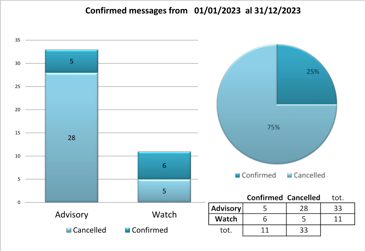 Confirmed messages from 01/01/2023 al 31/12/2023
35
30
25
20
15
10
5
0
5
28
6
5
Advisory Watch
Cancelled Confirmed
25%
75%
Confirmed Cancelled
Confirmed Cancelled tot.
Advisory 5 28 33
Watch 6 5 11
tot. 11 33